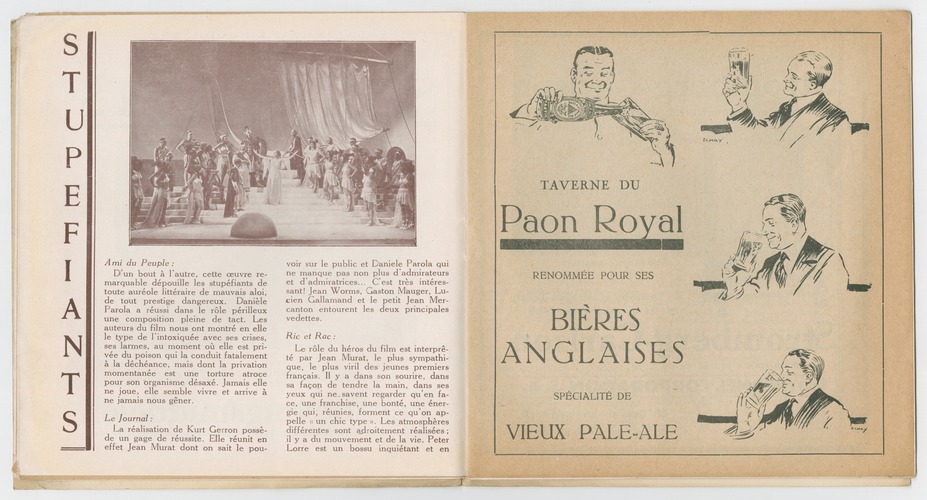 STUPEFIANTS
Ami du Peuple :
D'un bout à l'autre, cette œuvre re-
marquable dépouille les stupéfiants de
toute auréole littéraire de mauvais aloi,
de tout prestige dangereux. Danièle
Parola a réussi dans le rôle périlleux
une composition pleine de tact. Les
auteurs du film nous ont montré en elle
le type de l'intoxiquée avec ses crises,
ses larmes, au moment où elle est pri-
vée du poison qui la conduit fatalement
à la déchéance, mais dont la privation
momentanée est une torture atroce
pour son organisme désaxé. Jamais elle
ne joue, elle semble vivre et arrive à
ne jamais nous gêner.
Le Journal :
La réalisation de Kurt Gerron possè-
de un gage de réussite. Elle réunit en
effet Jean Murat dont on sait le pou-
voir sur le public et Daniele Parola qui
ne manque pas non plus d'admirateurs
et d'admiratrices... C'est très intéres-
sant! Jean Worms, Gaston Mauger, Lu-
cien Gallamand et le petit Jean Mer-
canton entourent les deux principales
vedettes.
Ric et Rac :
Le rôle du héros du film est interprê-
té par Jean Murat, le plus sympathi-
que, le plus viril des jeunes premiers
français. Il y a dans son sourire, dans
sa façon de tendre la main, dans ses
yeux qui ne savent regarder qu'en fa-
ce, une franchise, une bonté, une éner-
gie qui, réunies, forment ce qu'on ap-
pelle « un chic type ». Les atmosphères
différentes sont adroitement réalisées ;
il y a du mouvement et de la vie. Peter
Lorre est un bossu inquiétant et en
TAVERNE DU
Paon Royal
RENOMMÉE POUR SES
BIÈRES
ANGLAISES
SPÉCIALITÉ DE
VIEUX PALE-ALE